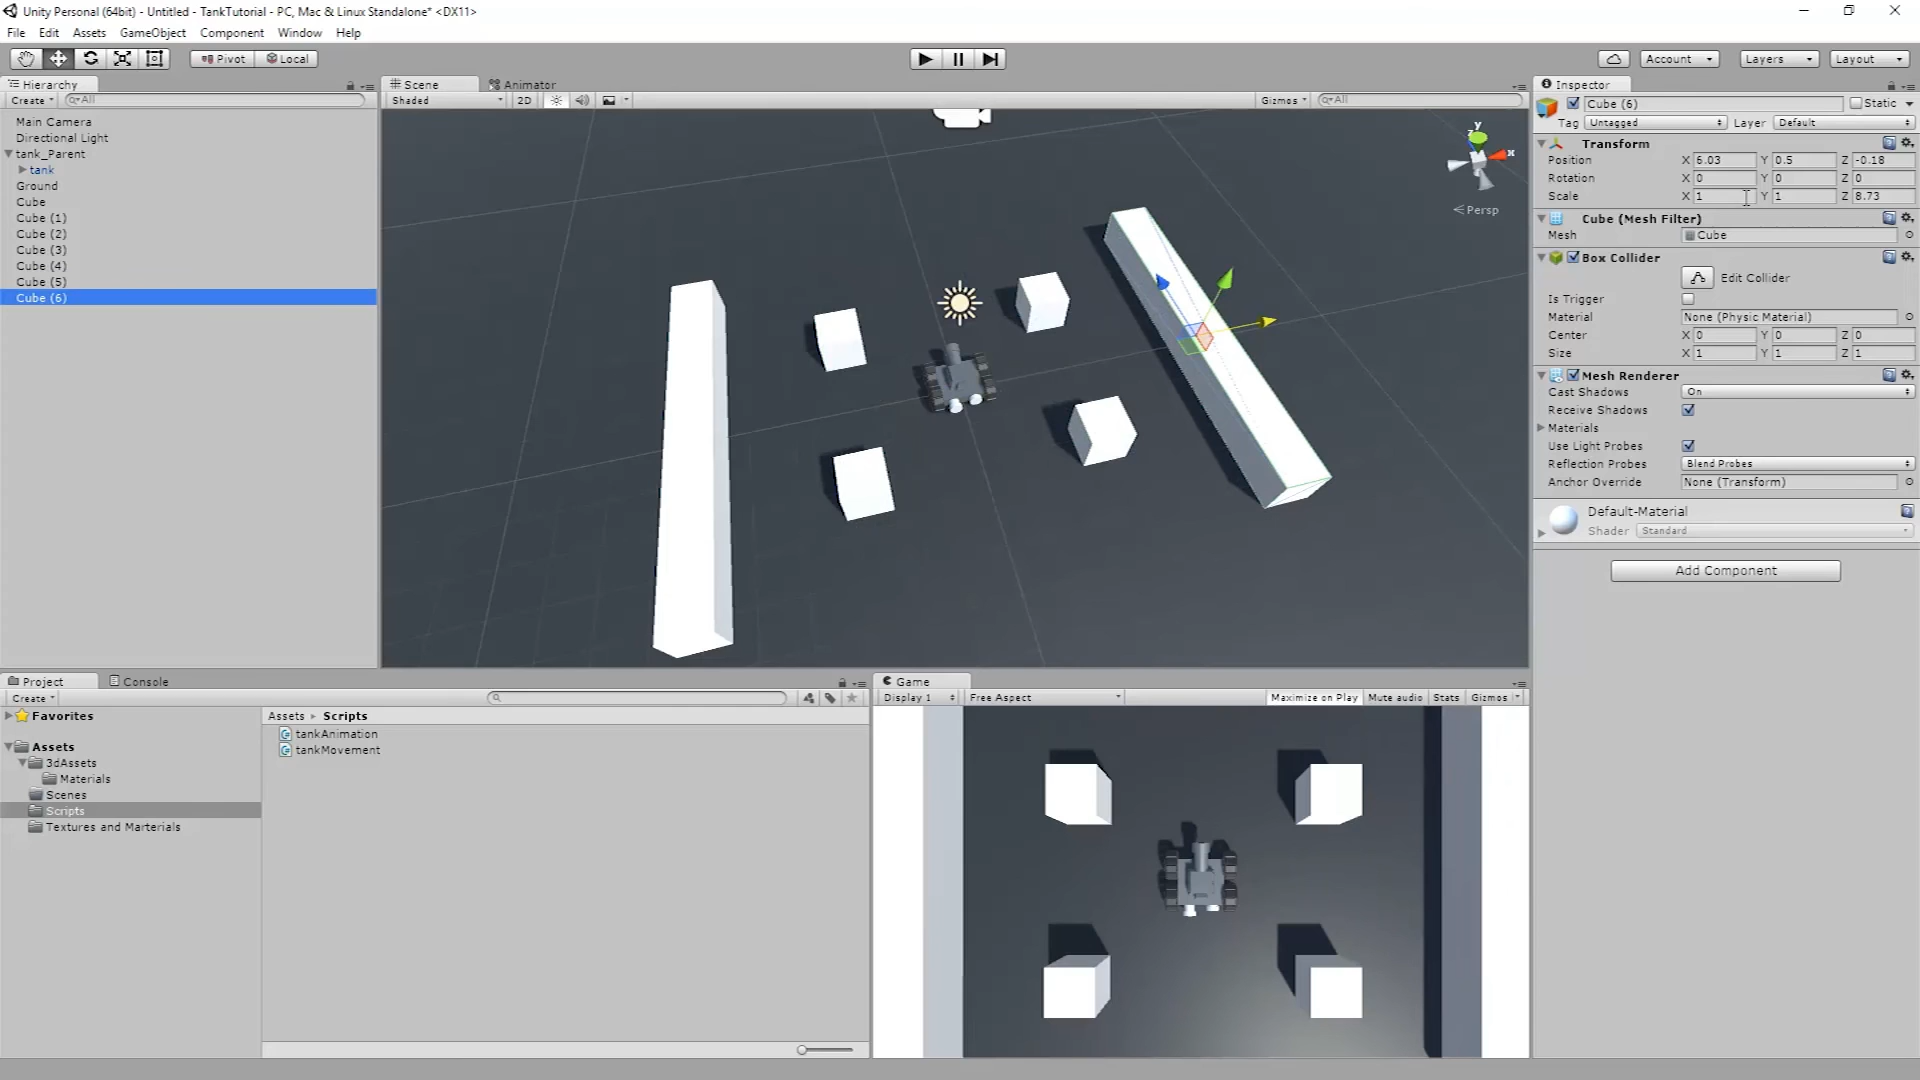 Unity Personal (64bit) - Untitled - TankTutorial - PC, Mac & Linux Standalone* <DX11>
File Edit Assets GameObject Component Window Help
Pivot Local Account Layers Layout
Hierarchy
Create All
Main Camera
Directional Light
tank_Parent
tank
Ground
Cube
Cube (1)
Cube (2)
Cube (3)
Cube (4)
Cube (5)
Cube (6)
Scene Animator
Shaded 2D Gizmos All
y
z
x
Persp
Inspector
Cube (6) Static
Tag Untagged Layer Default
Transform
Position X 6.03 Y 0.5 Z -0.18
Rotation X 0 Y 0 Z 0
Scale X 1 Y 1 Z 8.73
Cube (Mesh Filter)
Mesh Cube
Box Collider
Edit Collider
Is Trigger
Material None (Physic Material)
Center X 0 Y 0 Z 0
Size X 1 Y 1 Z 1
Mesh Renderer
Cast Shadows On
Receive Shadows
Materials
Use Light Probes
Reflection Probes Blend Probes
Anchor Override None (Transform)
Default-Material
Shader Standard
Add Component
Project Console
Create
Favorites
Assets
3dAssets
Materials
Scenes
Scripts
Textures and Marterials
Assets Scripts
tankAnimation
tankMovement
Game
Display 1 Free Aspect Maximize on Play Mute audio Stats Gizmos